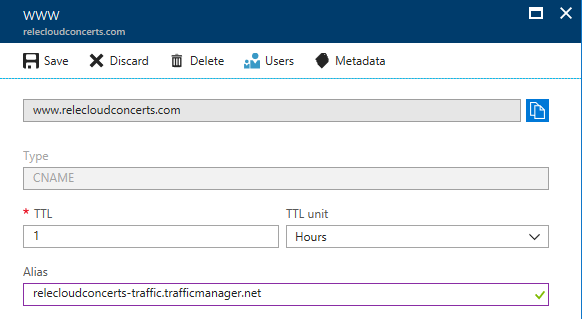 www
relecloudconcerts.com
Save Discard Delete Users Metadata
www.relecloudconcerts.com
Type
CNAME
* TTL TTL unit
1 Hours
Alias
relecloudconcerts-traffic.trafficmanager.net